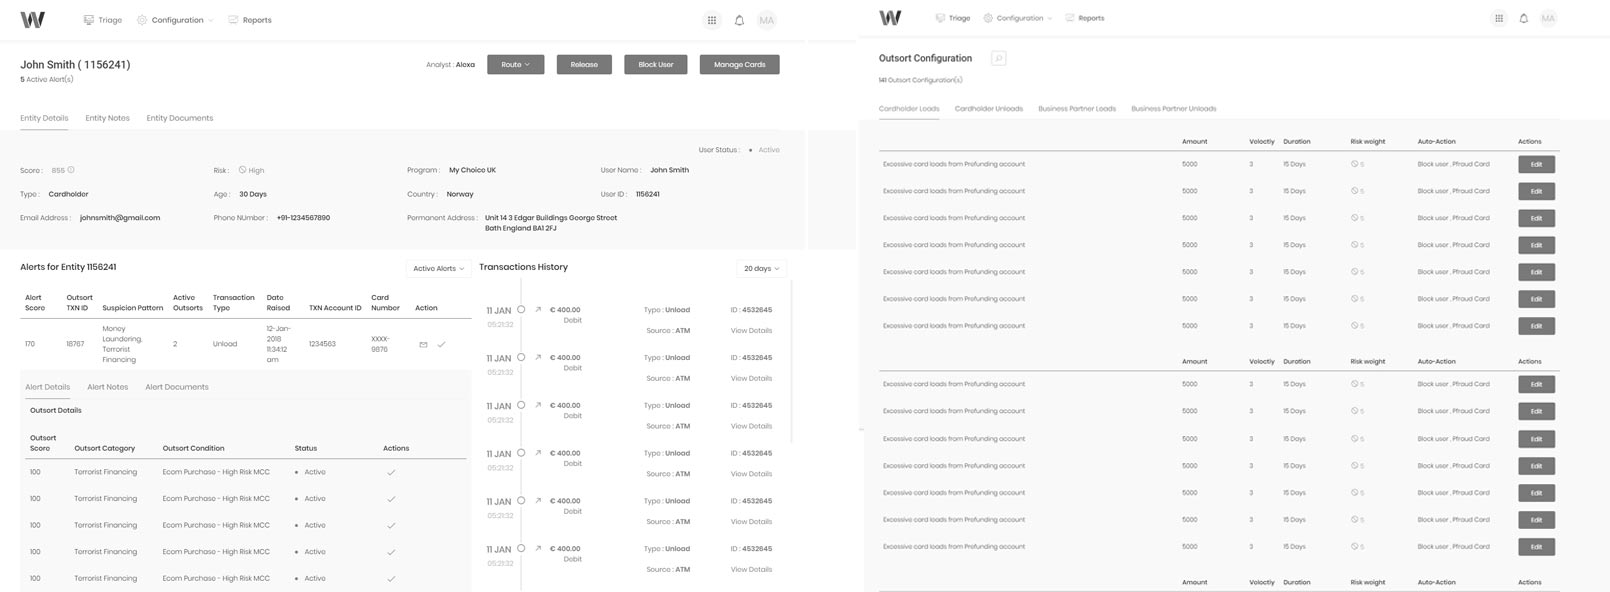 W Triage Configuration Reports MA
John Smith ( 1156241)
5 Active Alert(s)
Analyst : Alexa Route Release Block User Manage Cards
Entity Details Entity Notes Entity Documents
User Status : Active
Score : 855 Risk : High Program : My Choice UK User Name : John Smith
Type : Cardholder Age : 30 Days Country : Norway User ID : 1156241
Email Address : johnsmith@gmail.com Phone NUmber : +91-1234567890 Permanent Address : Unit 14 3 Edgar Buildings George Street
Bath England BA1 2FJ
Alerts for Entity 1156241 Active Alerts
Alert Outsort Active Transaction Date Card
Score TXN ID Suspicion Pattern Outsorts Type Raised TXN Account ID Number Action
Money
Laundering,
Terrorist
Financing
170 18767 2 Unload 1234563
12-Jan-
2018
11:34:12
am
XXXX-
9876
Alert Details Alert Notes Alert Documents
Outsort Details
Outsort
Score Outsort Category Outsort Condition Status Actions
100 Terrorist Financing Ecom Purchase - High Risk MCC Active
100 Terrorist Financing Ecom Purchase - High Risk MCC Active
100 Terrorist Financing Ecom Purchase - High Risk MCC Active
100 Terrorist Financing Ecom Purchase - High Risk MCC Active
100 Terrorist Financing Ecom Purchase - High Risk MCC Active
Transactions History 20 days
11 JAN € 400.00 Type : Unload ID : 4532645
05:21:32 Debit Source : ATM View Details
11 JAN € 400.00 Type : Unload ID : 4532645
05:21:32 Debit Source : ATM View Details
11 JAN € 400.00 Type : Unload ID : 4532645
05:21:32 Debit Source : ATM View Details
11 JAN € 400.00 Type : Unload ID : 4532645
05:21:32 Debit Source : ATM View Details
11 JAN € 400.00 Type : Unload ID : 4532645
05:21:32 Debit Source : ATM View Details
11 JAN € 400.00 Type : Unload ID : 4532645
05:21:32 Debit Source : ATM View Details
W Triage Configuration Reports MA
Outsort Configuration
141 Outsort Configuration(s)
Cardholder Loads Cardholder Unloads Business Partner Loads Business Partner Unloads
Amount Voloctiy Duration Risk weight Auto-Action Actions
Excessive card loads from Prefunding account 5000 3 15 Days 5 Block user , Pfraud Card Edit
Excessive card loads from Prefunding account 5000 3 15 Days 5 Block user , Pfraud Card Edit
Excessive card loads from Prefunding account 5000 3 15 Days 5 Block user , Pfraud Card Edit
Excessive card loads from Prefunding account 5000 3 15 Days 5 Block user , Pfraud Card Edit
Excessive card loads from Prefunding account 5000 3 15 Days 5 Block user , Pfraud Card Edit
Excessive card loads from Prefunding account 5000 3 15 Days 5 Block user , Pfraud Card Edit
Excessive card loads from Prefunding account 5000 3 15 Days 5 Block user , Pfraud Card Edit
Amount Voloctiy Duration Risk weight Auto-Action Actions
Excessive card loads from Prefunding account 5000 3 15 Days 5 Block user , Pfraud Card Edit
Excessive card loads from Prefunding account 5000 3 15 Days 5 Block user , Pfraud Card Edit
Excessive card loads from Prefunding account 5000 3 15 Days 5 Block user , Pfraud Card Edit
Excessive card loads from Prefunding account 5000 3 15 Days 5 Block user , Pfraud Card Edit
Excessive card loads from Prefunding account 5000 3 15 Days 5 Block user , Pfraud Card Edit
Excessive card loads from Prefunding account 5000 3 15 Days 5 Block user , Pfraud Card Edit
Excessive card loads from Prefunding account 5000 3 15 Days 5 Block user , Pfraud Card Edit
Amount Voloctiy Duration Risk weight Auto-Action Actions